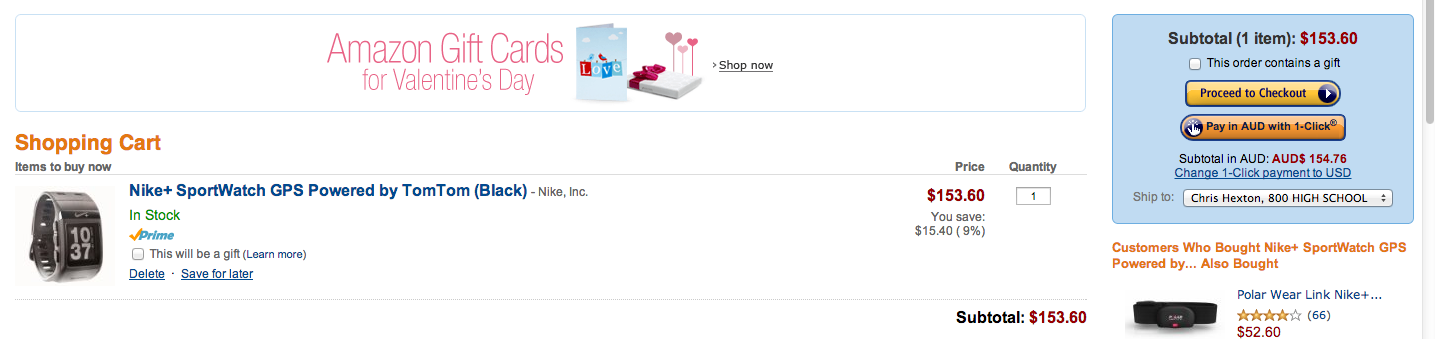 Amazon Gift Cards
for Valentine's Day
Love
› Shop now
Shopping Cart
Items to buy now
Price
Quantity
10
37
Nike+ SportWatch GPS Powered by TomTom (Black) - Nike, Inc.
$153.60
1
In Stock
You save:
$15.40 ( 9%)
Prime
This will be a gift (Learn more)
Delete · Save for later
Subtotal: $153.60
Subtotal (1 item): $153.60
This order contains a gift
Proceed to Checkout
Pay in AUD with 1-Click®
Subtotal in AUD: AUD$ 154.76
Change 1-Click payment to USD
Ship to: Chris Hexton, 800 HIGH SCHOOL
Customers Who Bought Nike+ SportWatch GPS
Powered by... Also Bought
POLAR
Polar Wear Link Nike+...
(66)
$52.60